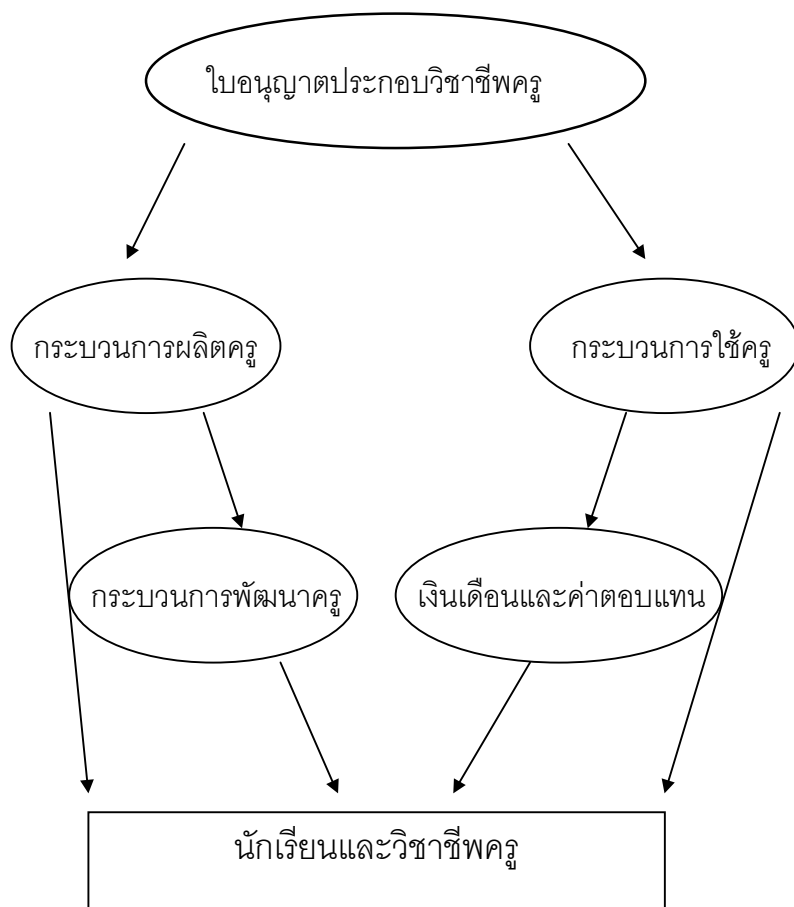 ใบอนุญาตประกอบวิชาชีพครู
กระบวนการผลิตครู
กระบวนการใช้ครู
กระบวนการพัฒนาครู
เงินเดือนและค่าตอบแทน
นักเรียนและวิชาชีพครู